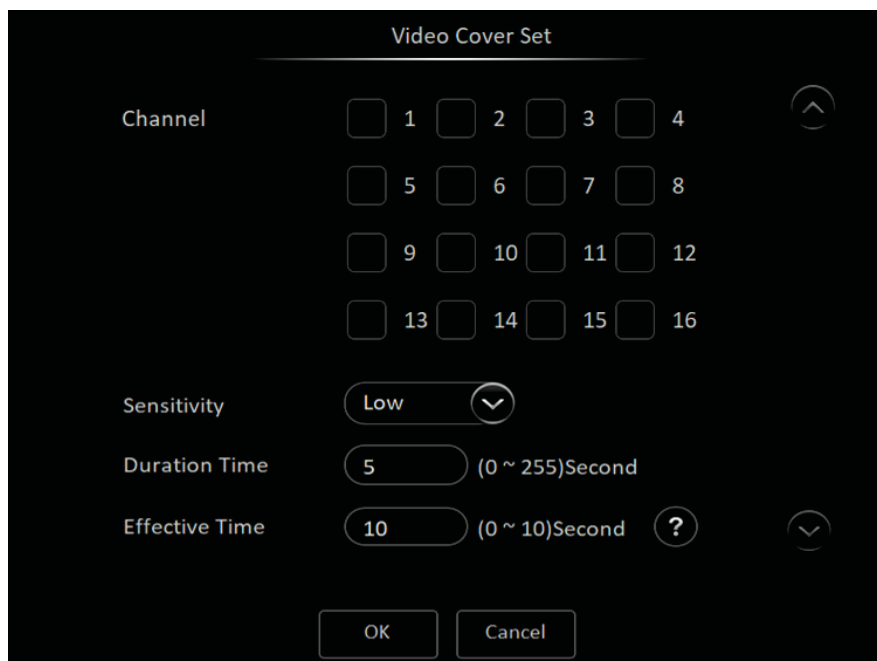 Video Cover Set
Channel 1 2 3 4
5 6 7 8
9 10 11 12
13 14 15 16
Sensitivity Low
Duration Time 5 (0 ~ 255)Second
Effective Time 10 (0 ~ 10)Second ?
OK Cancel